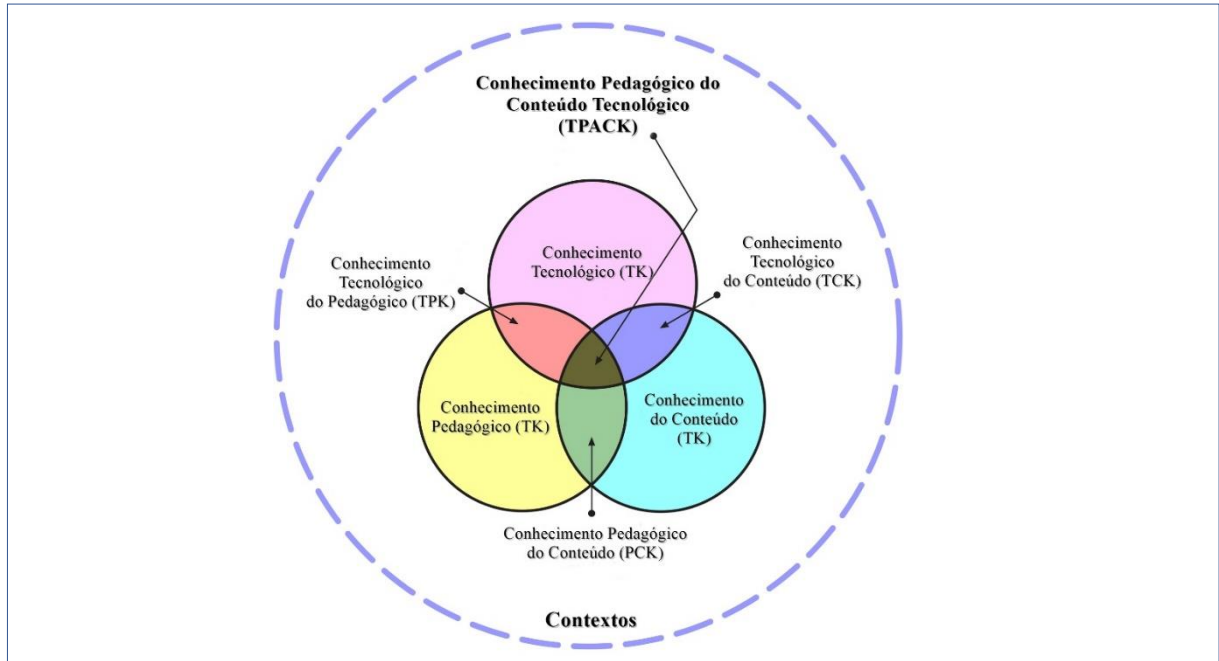 Conhecimento Pedagógico do
Conteúdo Tecnológico
(TPACK)
Conhecimento
Tecnológico (TK)
Conhecimento
Tecnológico
do Pedagógico (TPK)
Conhecimento
Tecnológico
do Conteúdo (TCK)
Conhecimento
Pedagógico (TK)
Conhecimento
do Conteúdo
(TK)
Conhecimento Pedagógico
do Conteúdo (PCK)
Contextos